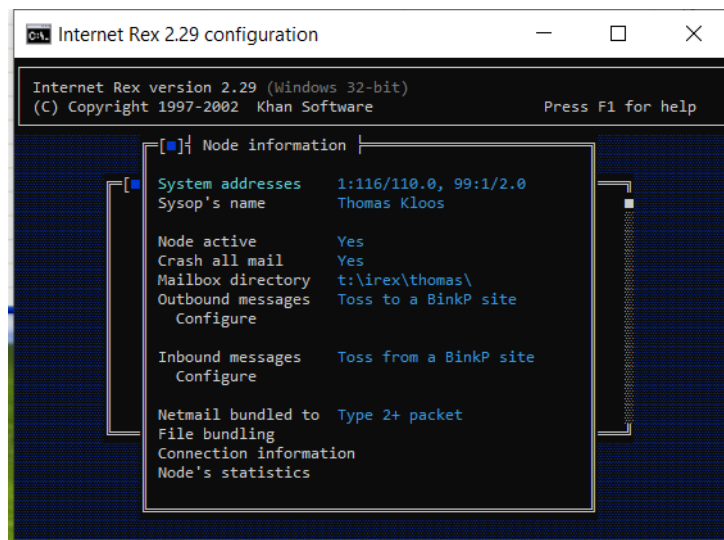 Internet Rex 2.29 configuration
Internet Rex version 2.29 (Windows 32-bit)
(C) Copyright 1997-2002 Khan Software Press F1 for help
Node information
System addresses 1:116/110.0, 99:1/2.0
Sysop's name Thomas Kloos
Node active Yes
Crash all mail Yes
Mailbox directory t:\irex\thomas\
Outbound messages Toss to a BinkP site
Configure
Inbound messages Toss from a BinkP site
Configure
Netmail bundled to Type 2+ packet
File bundling
Connection information
Node's statistics